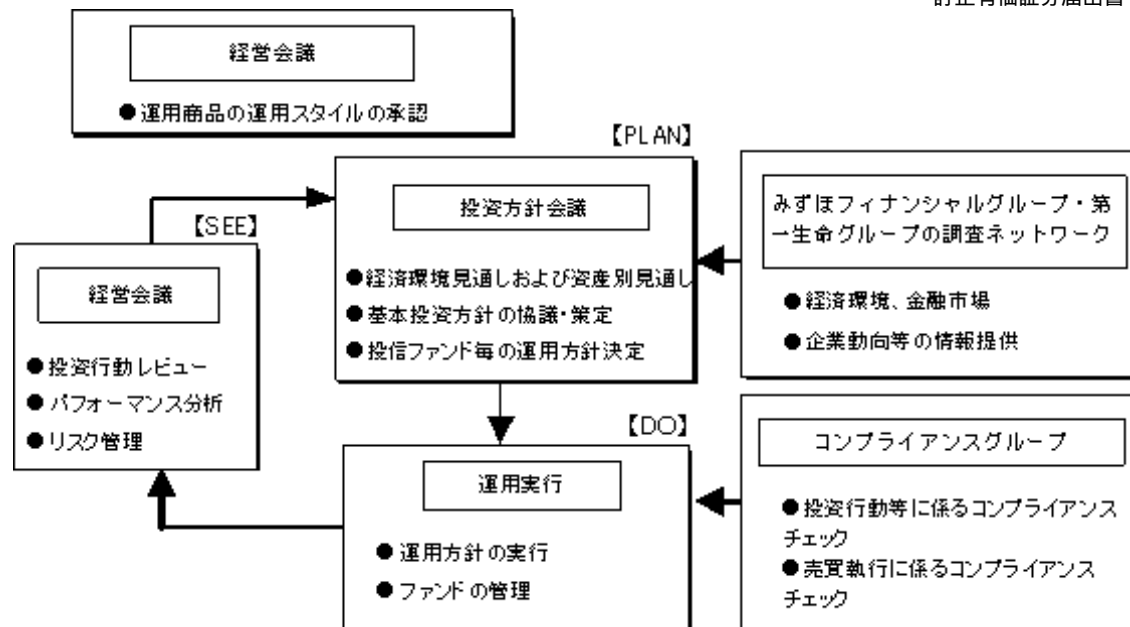 訂正有価証券届出書
経営会議
●運用商品の運用スタイルの承認
【PLAN】
投資方針会議
●経済環境見通しおよび資産別見通し
●基本投資方針の協議・策定
●投信ファンド毎の運用方針決定
みずほフィナンシャルグループ・第
一生命グループの調査ネットワーク
●経済環境、金融市場
●企業動向等の情報提供
【SEE】
経営会議
●投資行動レビュー
●パフォーマンス分析
●リスク管理
【DO】
運用実行
●運用方針の実行
●ファンドの管理
コンプライアンスグループ
●投資行動等に係るコンプライアンス
チェック
●売買執行に係るコンプライアンス
チェック